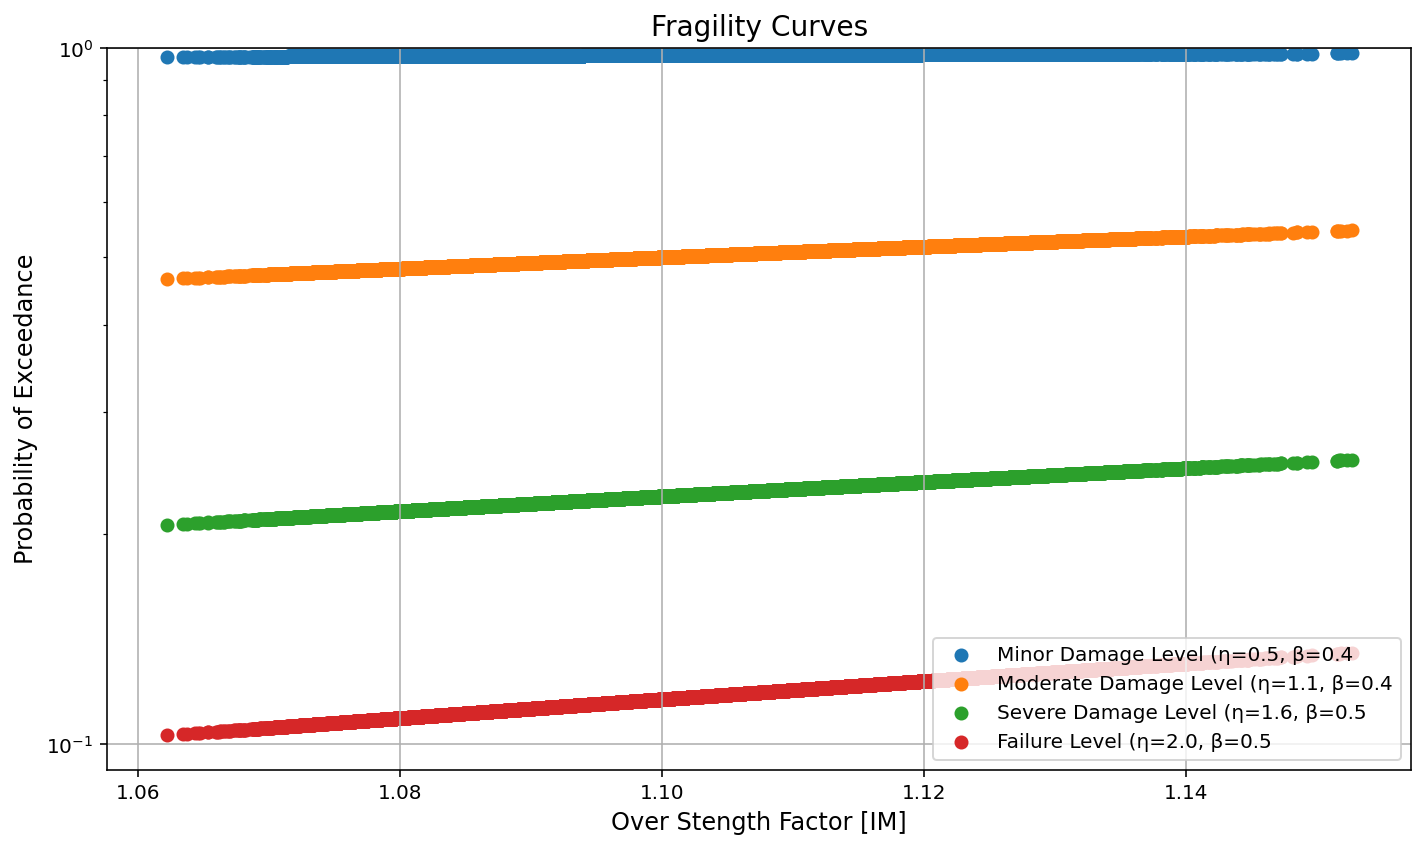 Fragility Curves
10⁰
10⁻¹
Probability of Exceedance
1.06 1.08 1.10 1.12 1.14
Over Stength Factor [IM]
Minor Damage Level (η=0.5, β=0.4
Moderate Damage Level (η=1.1, β=0.4
Severe Damage Level (η=1.6, β=0.5
Failure Level (η=2.0, β=0.5